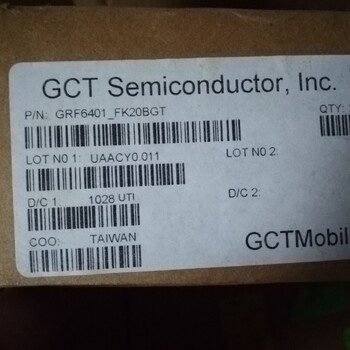 GCT Semiconductor, Inc.
P/N: GRF6401_FK20BGT
QTY:
LOT N0 1: UAACY0.011
LOT N0 2:
D/C 1: 1028 UTI
D/C 2:
COO: TAIWAN
GCTMobil